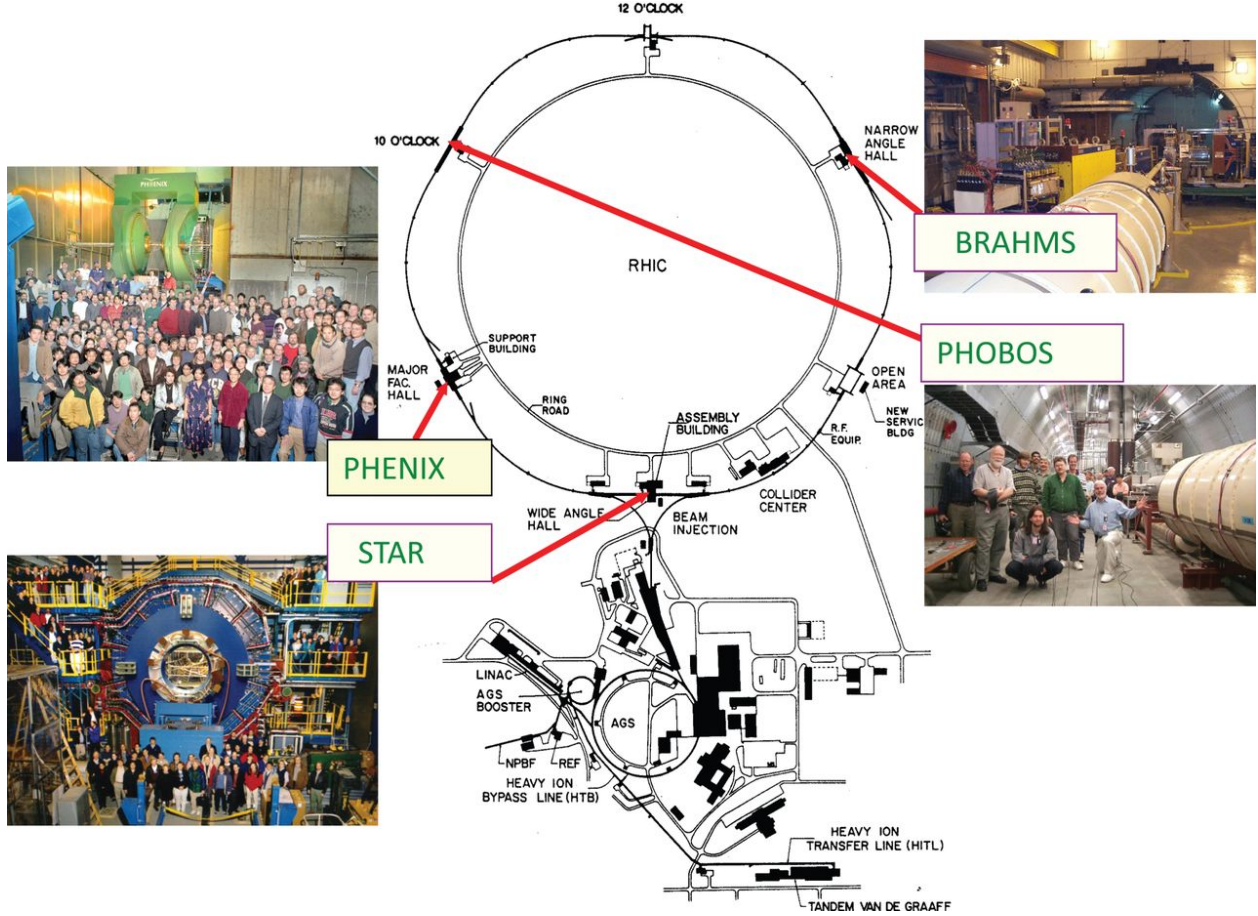 12 O'CLOCK
10 O'CLOCK
NARROW
ANGLE
HALL
PHENIX
BRAHMS
RHIC
PHOBOS
SUPPORT
BUILDING
MAJOR
FAC.
HALL
OPEN
AREA
RING
ROAD
ASSEMBLY
BUILDING
NEW
SERVIC
BLDG
R.F.
EQUIP.
PHENIX
COLLIDER
CENTER
WIDE ANGLE
HALL
BEAM
INJECTION
STAR
LINAC
AGS
BOOSTER
AGS
NPBF
REF
HEAVY ION
BYPASS LINE (HTB)
HEAVY ION
TRANSFER LINE (HITL)
TANDEM VAN DE GRAAFF